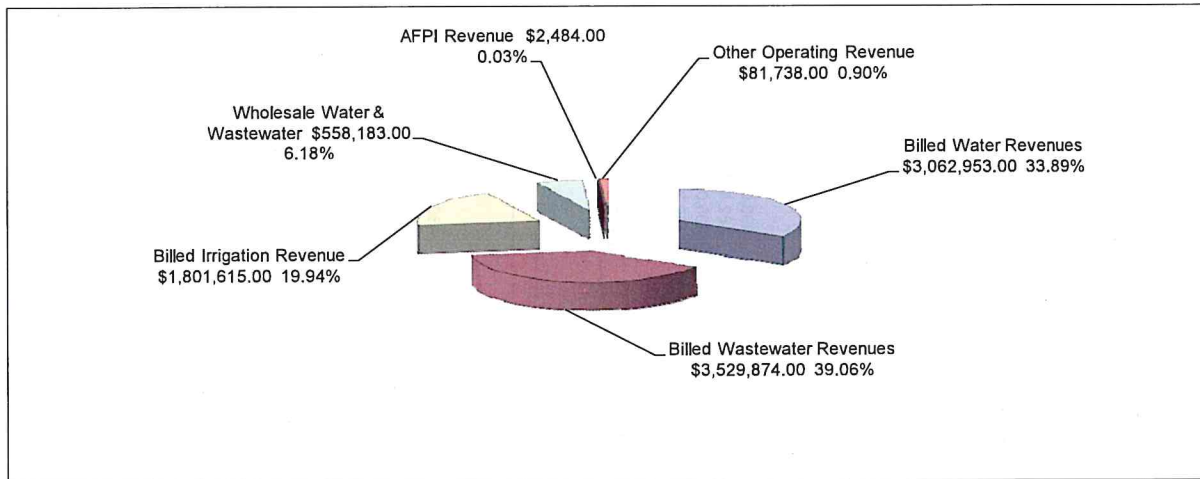 AFPI Revenue $2,484.00
0.03%
Other Operating Revenue
$81,738.00 0.90%
Wholesale Water &
Wastewater $558,183.00
6.18%
Billed Water Revenues
$3,062,953.00 33.89%
Billed Irrigation Revenue
$1,801,615.00 19.94%
Billed Wastewater Revenues
$3,529,874.00 39.06%